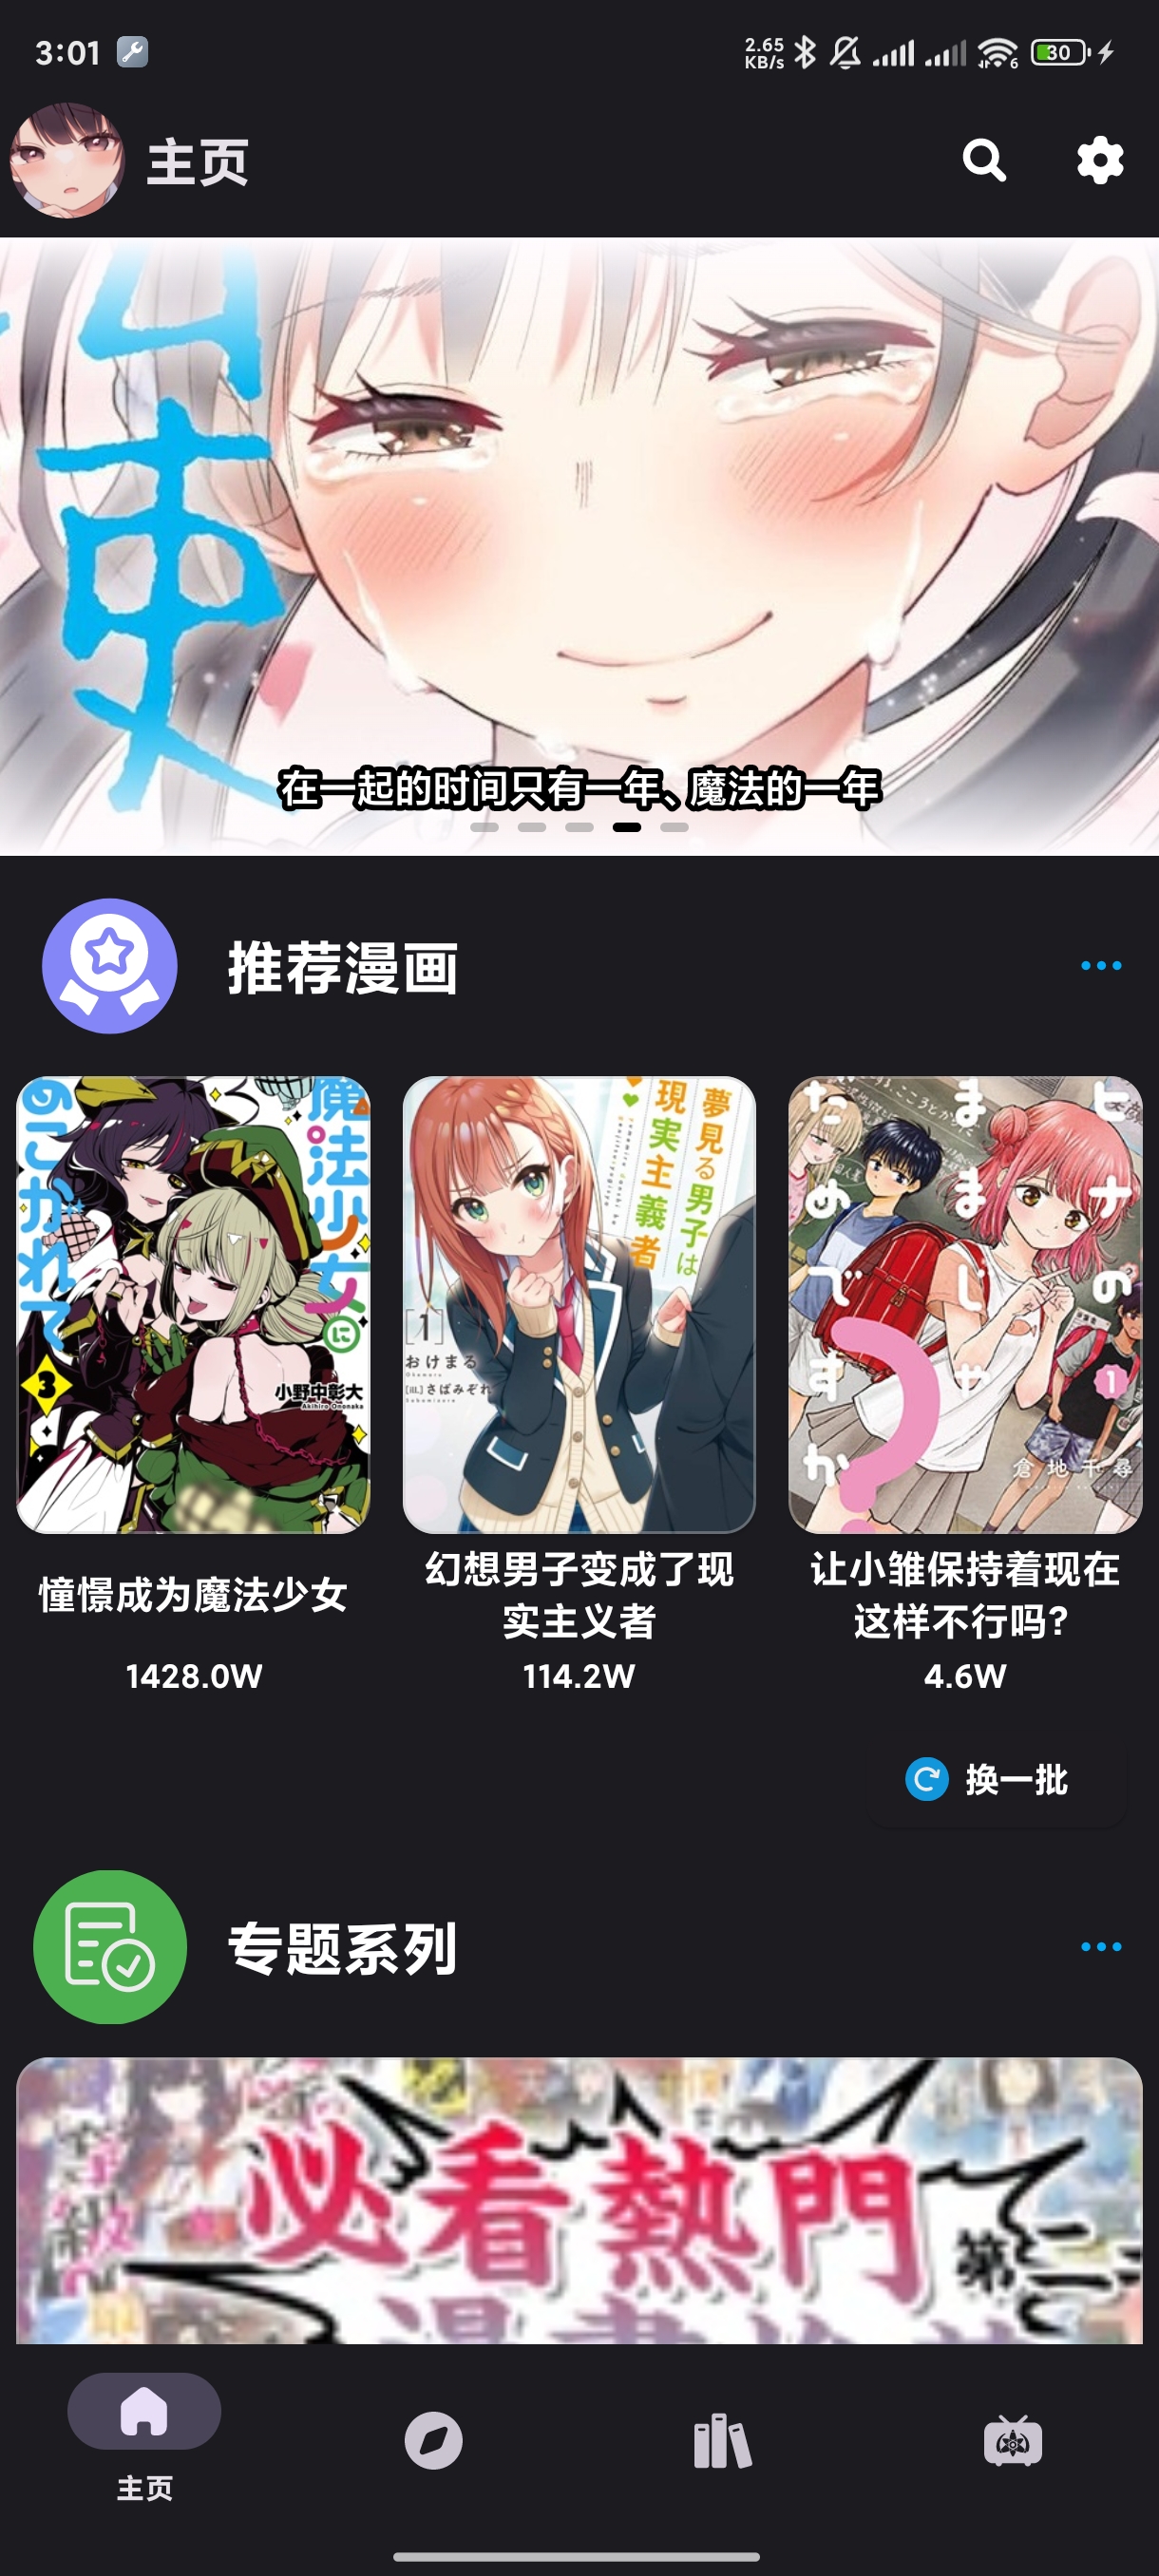 3:01
2.65
KB/s
6
30
主页
在一起的时间只有一年、魔法的一年
推荐漫画
魔法少女に
あこがれて
3
小野中彰大
Akihiro Ononaka
夢見る男子は
現実主義者
[1]
おけまる
Okemaru
[ill.]さばみぞれ
Sabamizore
ヒナの
ままじゃ
だめですか
?
1
倉地千尋
憧憬成为魔法少女
幻想男子变成了现
实主义者
让小雏保持着现在
这样不行吗?
1428.0W
114.2W
4.6W
换一批
专题系列
必看熱門
第二
主页